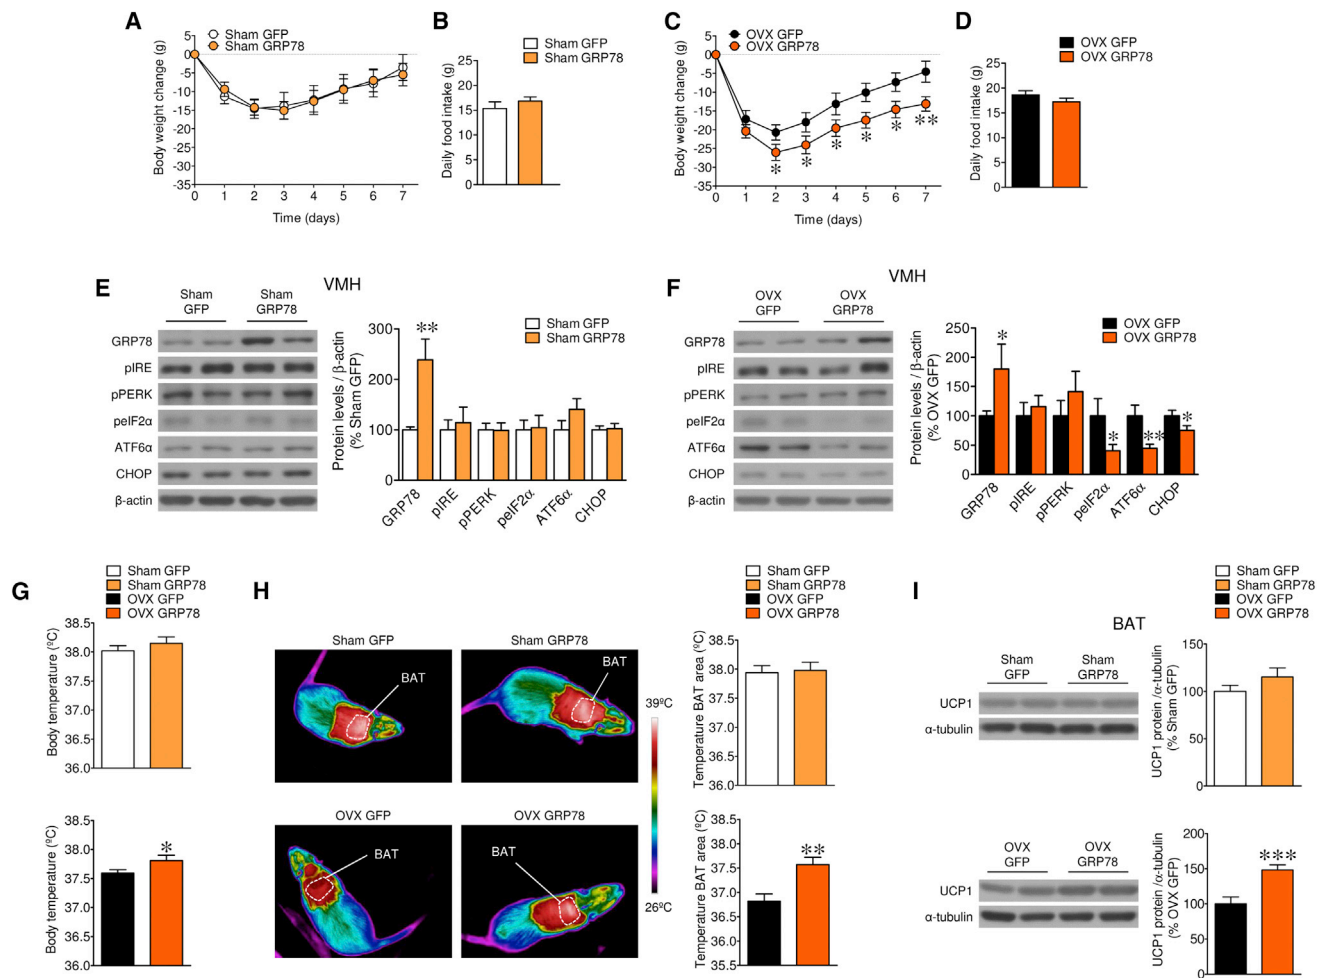 A
Sham GFP
Sham GRP78
Body weight change (g)
5
0
-5
-10
-15
-20
-25
-30
-35
0 1 2 3 4 5 6 7
Time (days)
B
Sham GFP
Sham GRP78
Daily food intake (g)
25
20
15
10
5
0
C
OVX GFP
OVX GRP78
Body weight change (g)
5
0
-5
-10
-15
-20
-25
-30
-35
* * * * * **
0 1 2 3 4 5 6 7
Time (days)
D
OVX GFP
OVX GRP78
Daily food intake (g)
25
20
15
10
5
0
E
VMH
Sham GFP
Sham GRP78
GRP78
pIRE
pPERK
peIF2α
ATF6α
CHOP
β-actin
Sham GFP
Sham GRP78
Protein levels / β-actin
(% Sham GFP)
300
200
100
0
**
GRP78 pIRE pPERK peIF2α ATF6α CHOP
F
VMH
OVX GFP
OVX GRP78
GRP78
pIRE
pPERK
peIF2α
ATF6α
CHOP
β-actin
OVX GFP
OVX GRP78
Protein levels / β-actin
(% OVX GFP)
250
200
150
100
50
0
* * ** *
GRP78 pIRE pPERK peIF2α ATF6α CHOP
G
Sham GFP
Sham GRP78
OVX GFP
OVX GRP78
Body temperature (ºC)
38.5
38.0
37.5
37.0
36.5
36.0
Body temperature (ºC)
38.5
38.0
37.5
37.0
36.5
36.0
*
H
Sham GFP
BAT
Sham GRP78
BAT
OVX GFP
BAT
OVX GRP78
BAT
39ºC
26ºC
Sham GFP
Sham GRP78
OVX GFP
OVX GRP78
Temperature BAT area (ºC)
38.5
38.0
37.5
37.0
36.5
36.0
Temperature BAT area (ºC)
38.5
38.0
37.5
37.0
36.5
36.0
35.5
**
I
Sham GFP
Sham GRP78
OVX GFP
OVX GRP78
BAT
Sham GFP
Sham GRP78
UCP1
α-tubulin
UCP1 protein /α-tubulin
(% Sham GFP)
150
100
50
0
OVX GFP
OVX GRP78
UCP1
α-tubulin
UCP1 protein /α-tubulin
(% OVX GFP)
200
150
100
50
0
***